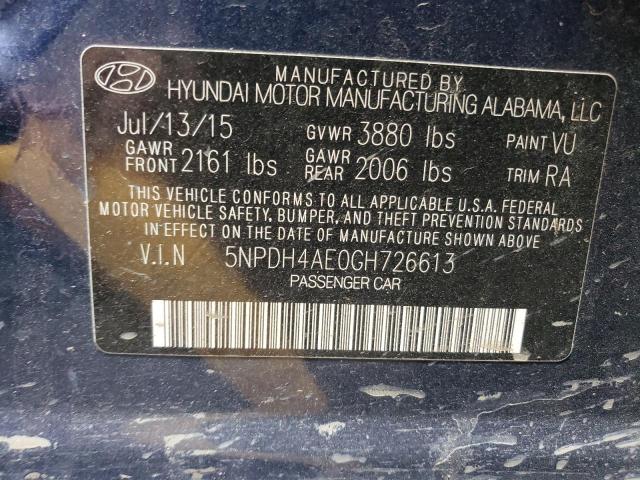 MANUFACTURED BY
HYUNDAI MOTOR MANUFACTURING ALABAMA, LLC
Jul/13/15 GVWR 3880 lbs PAINT VU
GAWR FRONT 2161 lbs GAWR REAR 2006 lbs TRIM RA
THIS VEHICLE CONFORMS TO ALL APPLICABLE U.S.A. FEDERAL
MOTOR VEHICLE SAFETY, BUMPER, AND THEFT PREVENTION STANDARDS
IN EFFECT ON THE DATE OF MANUFACTURE SHOWN ABOVE
V.I.N 5NPDH4AE0GH726613
PASSENGER CAR